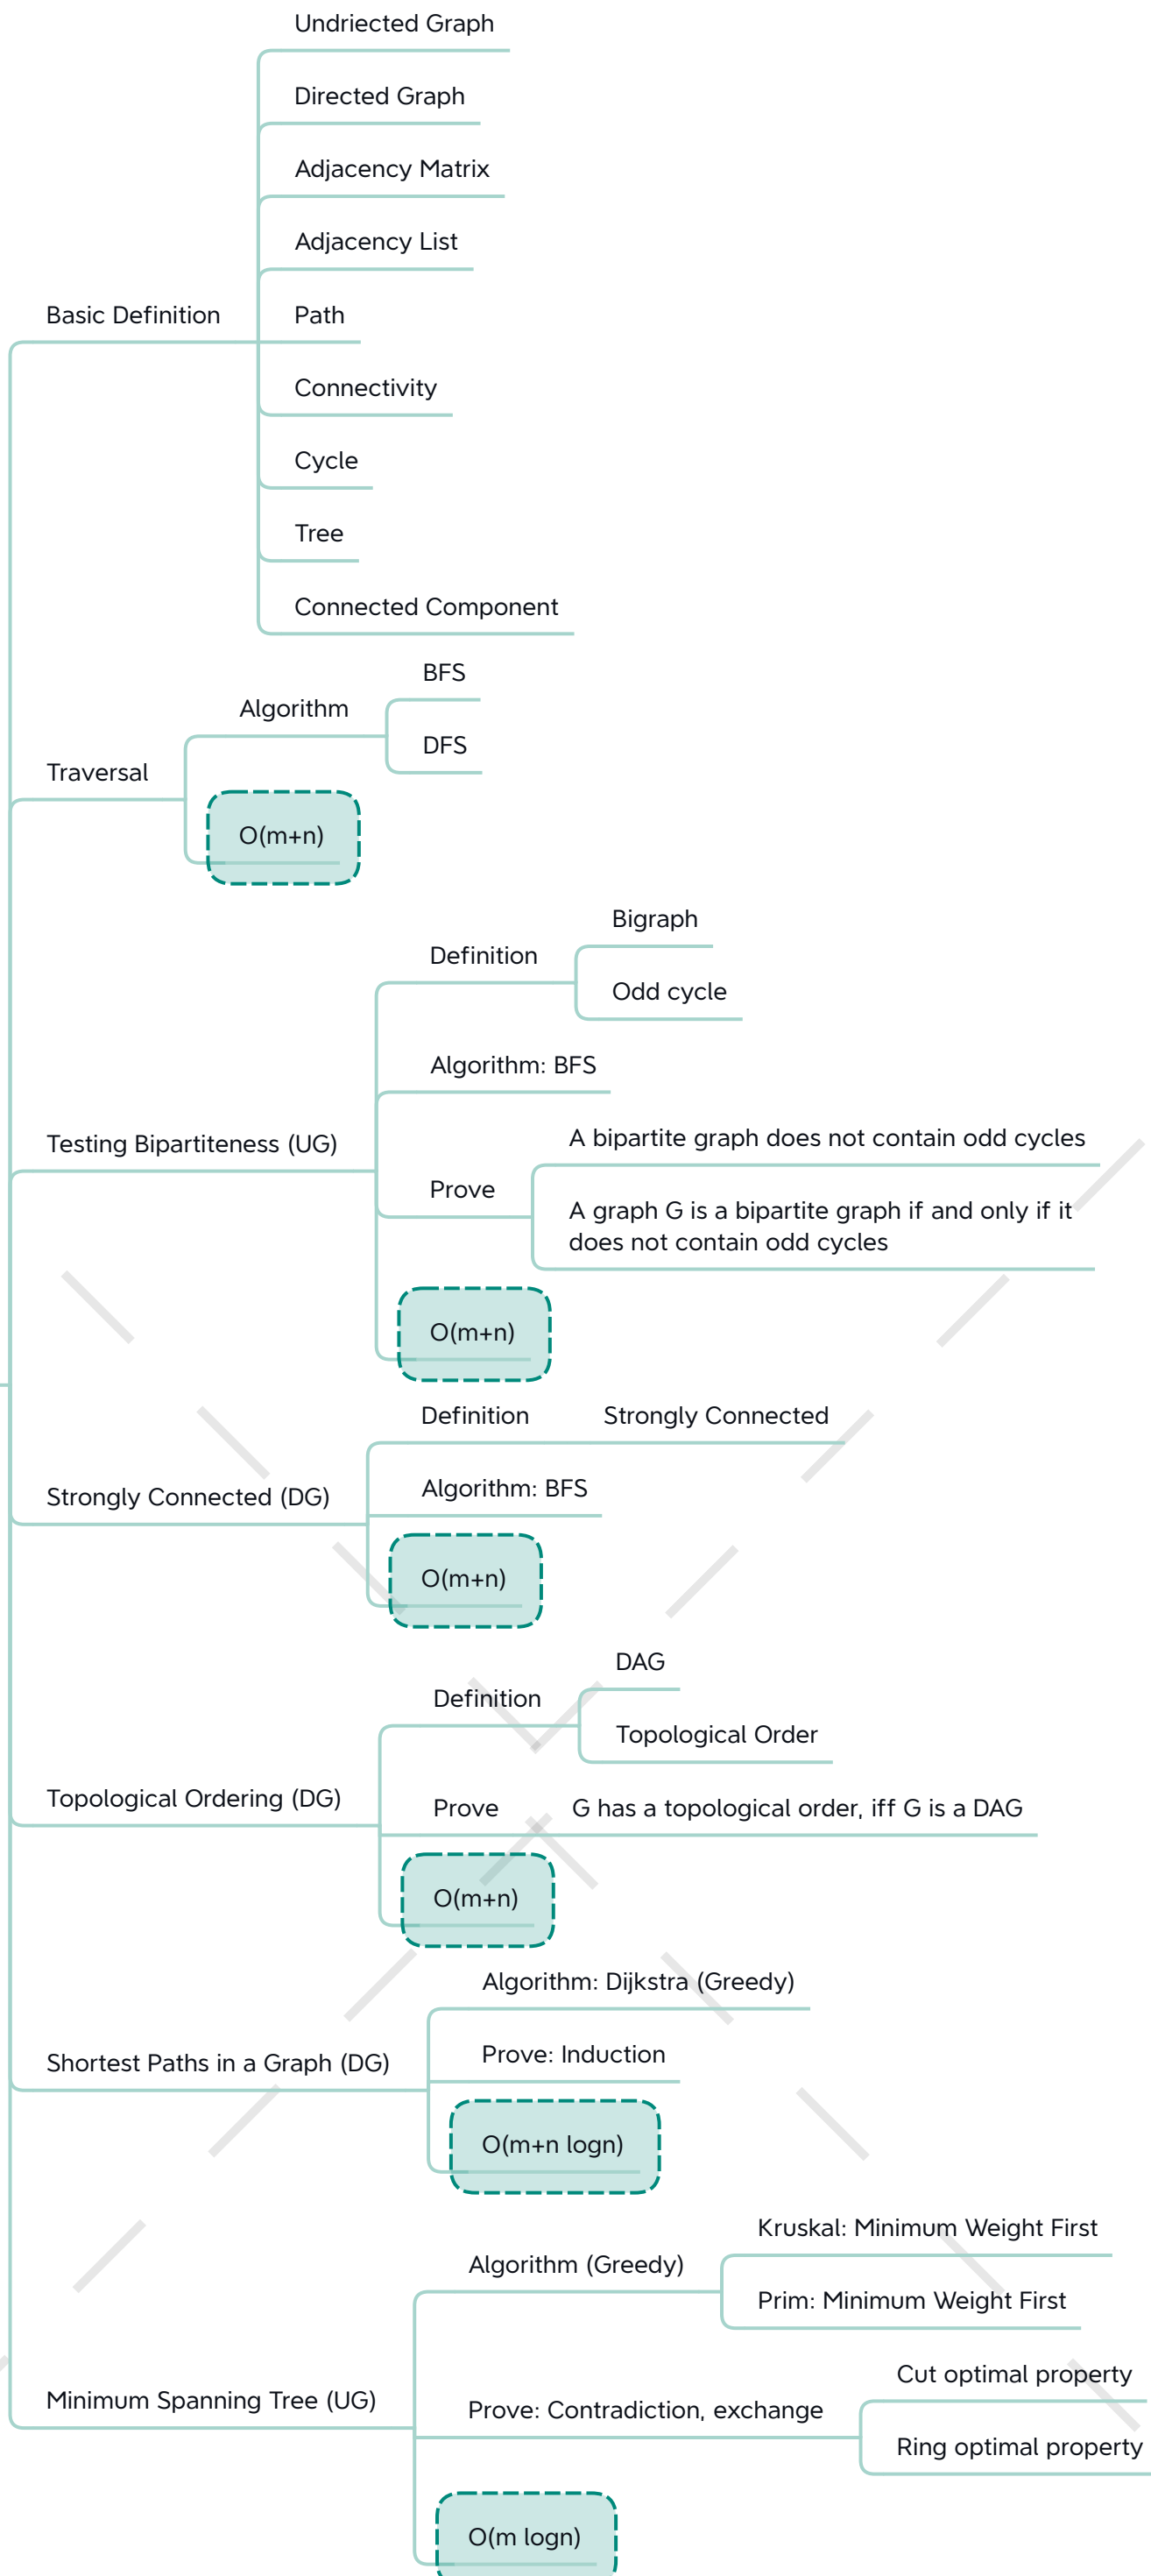 Undriected Graph
Directed Graph
Adjacency Matrix
Adjacency List
Basic Definition
Path
Connectivity
Cycle
Tree
Connected Component
BFS
Algorithm
DFS
Traversal
O(m+n)
Bigraph
Definition
Odd cycle
Algorithm: BFS
A bipartite graph does not contain odd cycles
Testing Bipartiteness (UG)
Prove
A graph G is a bipartite graph if and only if it
does not contain odd cycles
O(m+n)
Definition
Strongly Connected
Algorithm: BFS
Strongly Connected (DG)
O(m+n)
DAG
Definition
Topological Order
Topological Ordering (DG)
Prove
G has a topological order, iff G is a DAG
O(m+n)
Algorithm: Dijkstra (Greedy)
Prove: Induction
Shortest Paths in a Graph (DG)
O(m+n logn)
Kruskal: Minimum Weight First
Algorithm (Greedy)
Prim: Minimum Weight First
Cut optimal property
Minimum Spanning Tree (UG)
Prove: Contradiction, exchange
Ring optimal property
O(m logn)